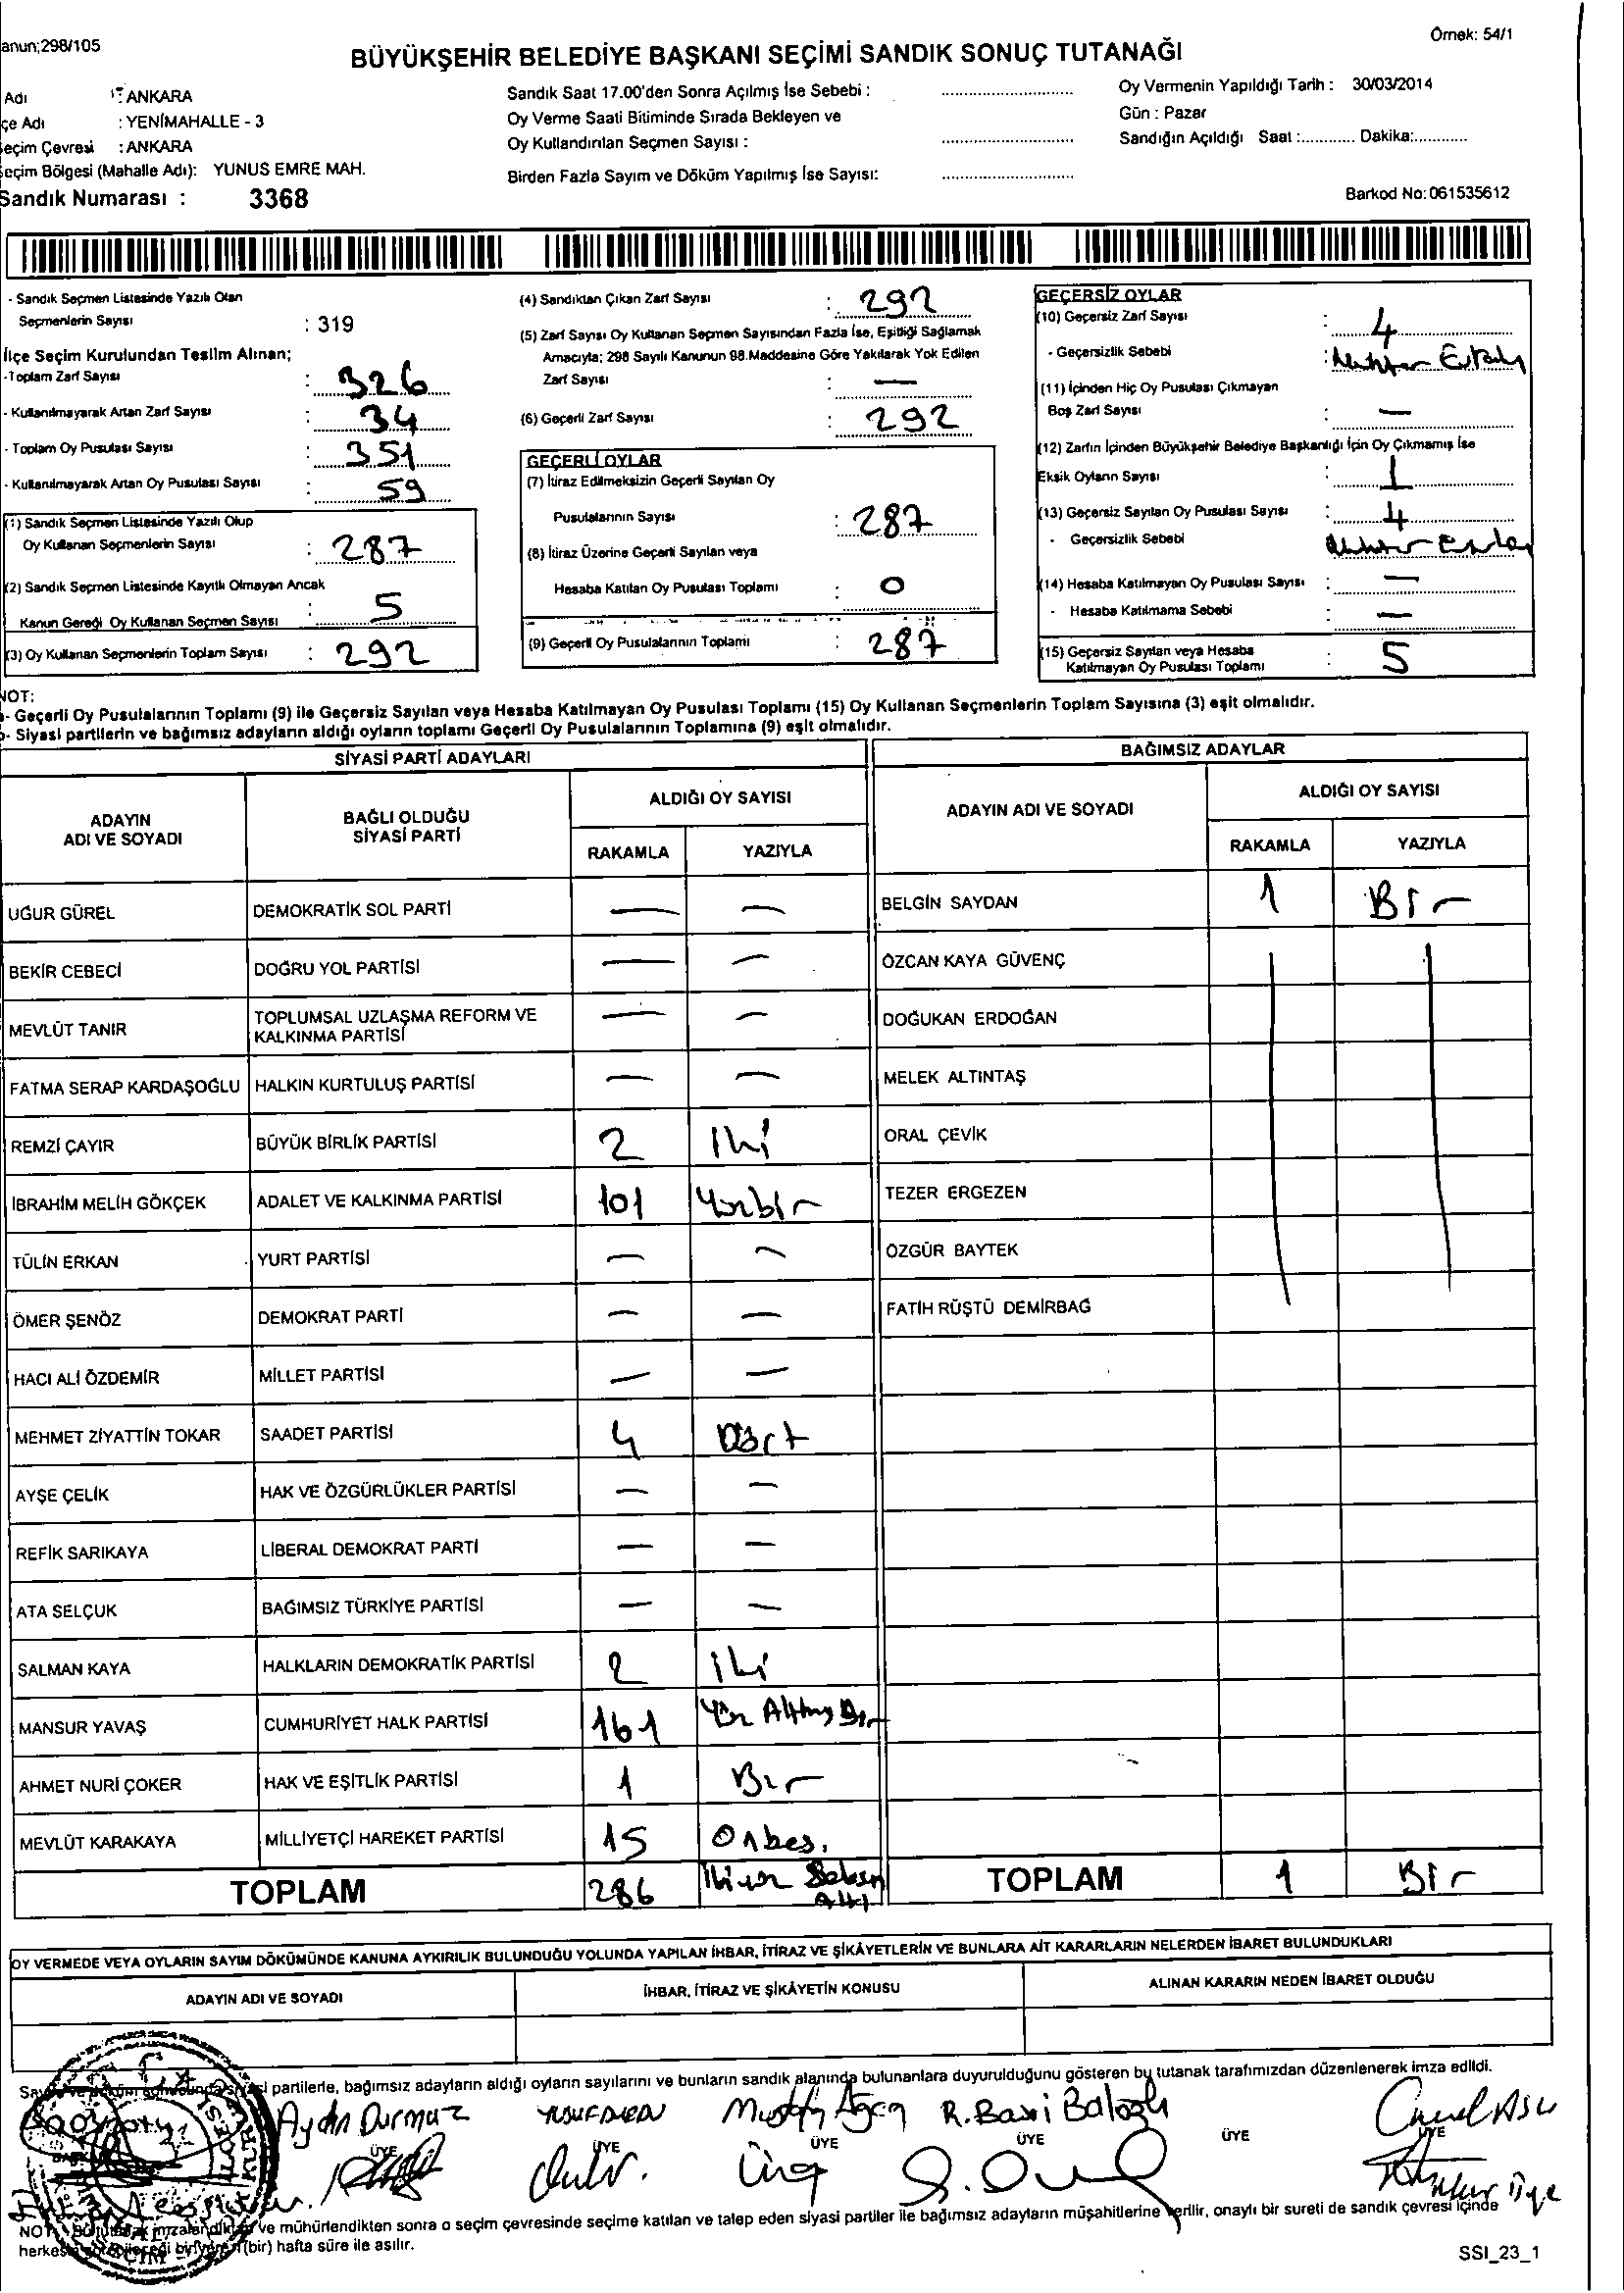 anun;298/105
Örnek: 54/1
BÜYÜKŞEHİR BELEDİYE BAŞKANI SEÇİMİ SANDIK SONUÇ TUTANAĞI
Adı : ANKARA
çe Adı : YENİMAHALLE - 3
eçim Çevresi : ANKARA
eçim Bölgesi (Mahalle Adı): YUNUS EMRE MAH.
Sandık Numarası : 3368
Sandık Saat 17.00'den Sonra Açılmış İse Sebebi :
Oy Verme Saati Bitiminde Sırada Bekleyen ve
Oy Kullandırılan Seçmen Sayısı :
Birden Fazla Sayım ve Döküm Yapılmış İse Sayısı:
Oy Vermenin Yapıldığı Tarih : 30/03/2014
Gün : Pazar
Sandığın Açıldığı Saat :............ Dakika:............
Barkod No: 061535612
- Sandık Seçmen Listesinde Yazılı Olan
Seçmenlerin Sayısı : 319
İlçe Seçim Kurulundan Teslim Alınan;
-Toplam Zarf Sayısı : 326
- Kullanılmayarak Artan Zarf Sayısı : 34
- Toplam Oy Pusulası Sayısı : 351
- Kullanılmayarak Artan Oy Pusulası Sayısı : 59
(1) Sandık Seçmen Listesinde Yazılı Olup
Oy Kullanan Seçmenlerin Sayısı : 287
(2) Sandık Seçmen Listesinde Kayıtlı Olmayan Ancak
Kanun Gereği Oy Kullanan Seçmen Sayısı : 5
(3) Oy Kullanan Seçmenlerin Toplam Sayısı : 292
(4) Sandıktan Çıkan Zarf Sayısı : 292
(5) Zarf Sayısı Oy Kullanan Seçmen Sayısından Fazla İse, Eşitliği Sağlamak
Amacıyla; 298 Sayılı Kanunun 98.Maddesine Göre Yakılarak Yok Edilen
Zarf Sayısı : —
(6) Geçerli Zarf Sayısı : 292
GEÇERLİ OYLAR
(7) İtiraz Edilmeksizin Geçerli Sayılan Oy
Pusulalarının Sayısı : 287
(8) İtiraz Üzerine Geçerli Sayılan veya
Hesaba Katılan Oy Pusulası Toplamı : 0
(9) Geçerli Oy Pusulalarının Toplamı : 287
GEÇERSİZ OYLAR
(10) Geçersiz Zarf Sayısı : 4
- Geçersizlik Sebebi :
(11) İçinden Hiç Oy Pusulası Çıkmayan
Boş Zarf Sayısı : —
(12) Zarfın İçinden Büyükşehir Belediye Başkanlığı İçin Oy Çıkmamış İse
Eksik Oyların Sayısı : 1
(13) Geçersiz Sayılan Oy Pusulası Sayısı : 4
- Geçersizlik Sebebi
(14) Hesaba Katılmayan Oy Pusulası Sayısı : —
- Hesaba Katılmama Sebebi : —
(15) Geçersiz Sayılan veya Hesaba
Katılmayan Oy Pusulası Toplamı : 5
NOT:
- Geçerli Oy Pusulalarının Toplamı (9) ile Geçersiz Sayılan veya Hesaba Katılmayan Oy Pusulası Toplamı (15) Oy Kullanan Seçmenlerin Toplam Sayısına (3) eşit olmalıdır.
- Siyasi partilerin ve bağımsız adayların aldığı oyların toplamı Geçerli Oy Pusulalarının Toplamına (9) eşit olmalıdır.
SİYASİ PARTİ ADAYLARI
ADAYIN
ADI VE SOYADI
BAĞLI OLDUĞU
SİYASİ PARTİ
ALDIĞI OY SAYISI
RAKAMLA YAZIYLA
UĞUR GÜREL DEMOKRATİK SOL PARTİ — —
BEKİR CEBECİ DOĞRU YOL PARTİSİ — —
MEVLÜT TANIR TOPLUMSAL UZLAŞMA REFORM VE
KALKINMA PARTİSİ — —
FATMA SERAP KARDAŞOĞLU HALKIN KURTULUŞ PARTİSİ — —
REMZİ ÇAYIR BÜYÜK BİRLİK PARTİSİ 2 İki
İBRAHİM MELİH GÖKÇEK ADALET VE KALKINMA PARTİSİ 101 Yüzbir
TÜLİN ERKAN YURT PARTİSİ — —
ÖMER ŞENÖZ DEMOKRAT PARTİ — —
HACI ALİ ÖZDEMİR MİLLET PARTİSİ — —
MEHMET ZİYATTİN TOKAR SAADET PARTİSİ 4 Dört
AYŞE ÇELİK HAK VE ÖZGÜRLÜKLER PARTİSİ — —
REFİK SARIKAYA LİBERAL DEMOKRAT PARTİ — —
ATA SELÇUK BAĞIMSIZ TÜRKİYE PARTİSİ — —
SALMAN KAYA HALKLARIN DEMOKRATİK PARTİSİ 2 iki
MANSUR YAVAŞ CUMHURİYET HALK PARTİSİ 161 Yüz Altmış Bir
AHMET NURİ ÇOKER HAK VE EŞİTLİK PARTİSİ 1 Bir
MEVLÜT KARAKAYA MİLLİYETÇİ HAREKET PARTİSİ 15 Onbeş.
TOPLAM 286 İkiyüz Seksen
Altı
BAĞIMSIZ ADAYLAR
ADAYIN ADI VE SOYADI
ALDIĞI OY SAYISI
RAKAMLA YAZIYLA
BELGİN SAYDAN 1 Bir
ÖZCAN KAYA GÜVENÇ
DOĞUKAN ERDOĞAN
MELEK ALTINTAŞ
ORAL ÇEVİK
TEZER ERGEZEN
ÖZGÜR BAYTEK
FATİH RÜŞTÜ DEMİRBAĞ
TOPLAM 1 Bir
OY VERMEDE VEYA OYLARIN SAYIM DÖKÜMÜNDE KANUNA AYKIRILIK BULUNDUĞU YOLUNDA YAPILAN İHBAR, İTİRAZ VE ŞİKÂYETLERİN VE BUNLARA AİT KARARLARIN NELERDEN İBARET BULUNDUKLARI
ADAYIN ADI VE SOYADI
İHBAR, İTİRAZ VE ŞİKÂYETİN KONUSU
ALINAN KARARIN NEDEN İBARET OLDUĞU
partilerle, bağımsız adayların aldığı oyların sayılarını ve bunların sandık alanında bulunanlara duyurulduğunu gösteren bu tutanak tarafımızdan düzenlenerek imza edildi.
Aydın Durmaz Mustafa R. Baxi
ÜYE ÜYE ÜYE ÜYE ÜYE ÜYE
NOT ve mühürlendikten sonra o seçim çevresinde seçime katılan ve talep eden siyasi partiler ile bağımsız adayların müşahitlerine verilir, onaylı bir sureti de sandık çevresi içinde
(bir) hafta süre ile asılır.
SSI_23_1